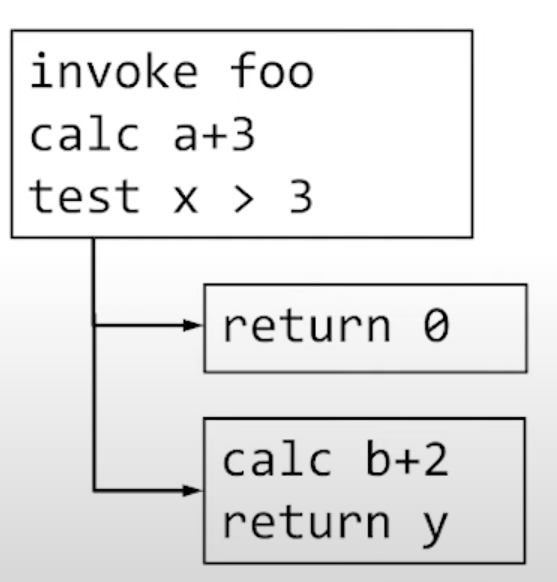 invoke foo
calc a+3
test x > 3
return 0
calc b+2
return y